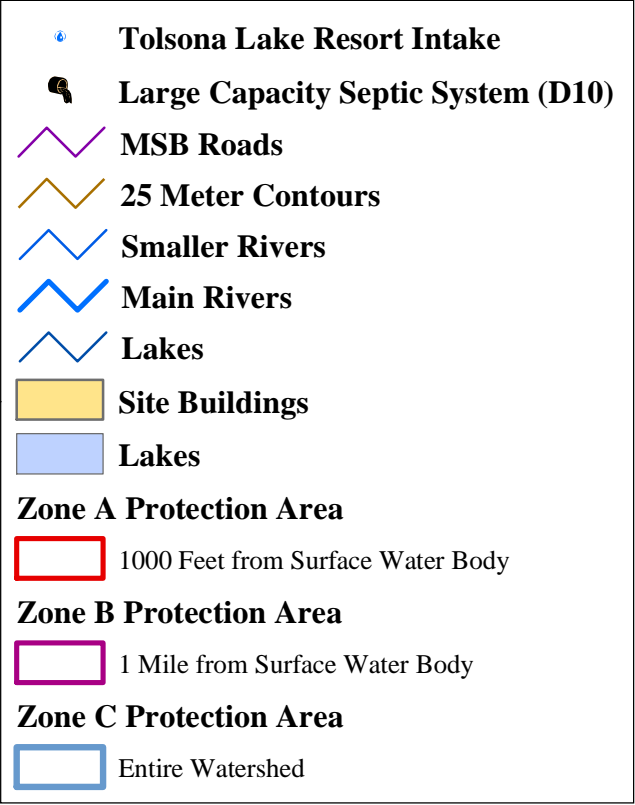 Tolsona Lake Resort Intake
Large Capacity Septic System (D10)
MSB Roads
25 Meter Contours
Smaller Rivers
Main Rivers
Lakes
Site Buildings
Lakes
Zone A Protection Area
1000 Feet from Surface Water Body
Zone B Protection Area
1 Mile from Surface Water Body
Zone C Protection Area
Entire Watershed